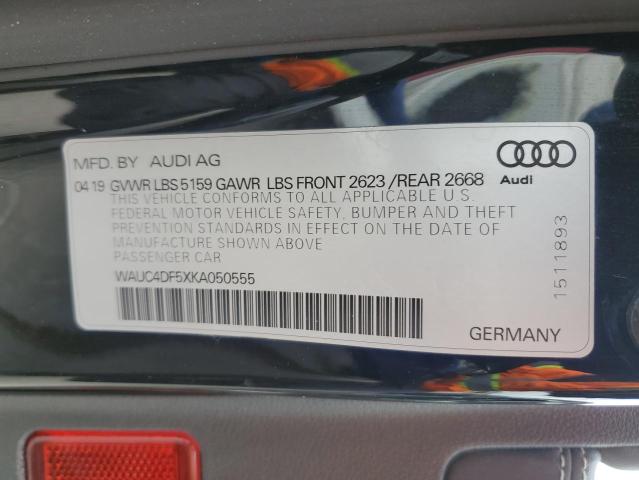 MFD. BY AUDI AG
Audi
04 19 GVWR LBS 5159 GAWR LBS FRONT 2623 /REAR 2668
THIS VEHICLE CONFORMS TO ALL APPLICABLE U.S.
FEDERAL MOTOR VEHICLE SAFETY, BUMPER AND THEFT
PREVENTION STANDARDS IN EFFECT ON THE DATE OF
MANUFACTURE SHOWN ABOVE
PASSENGER CAR
WAUC4DF5XKA050555
1511893
GERMANY